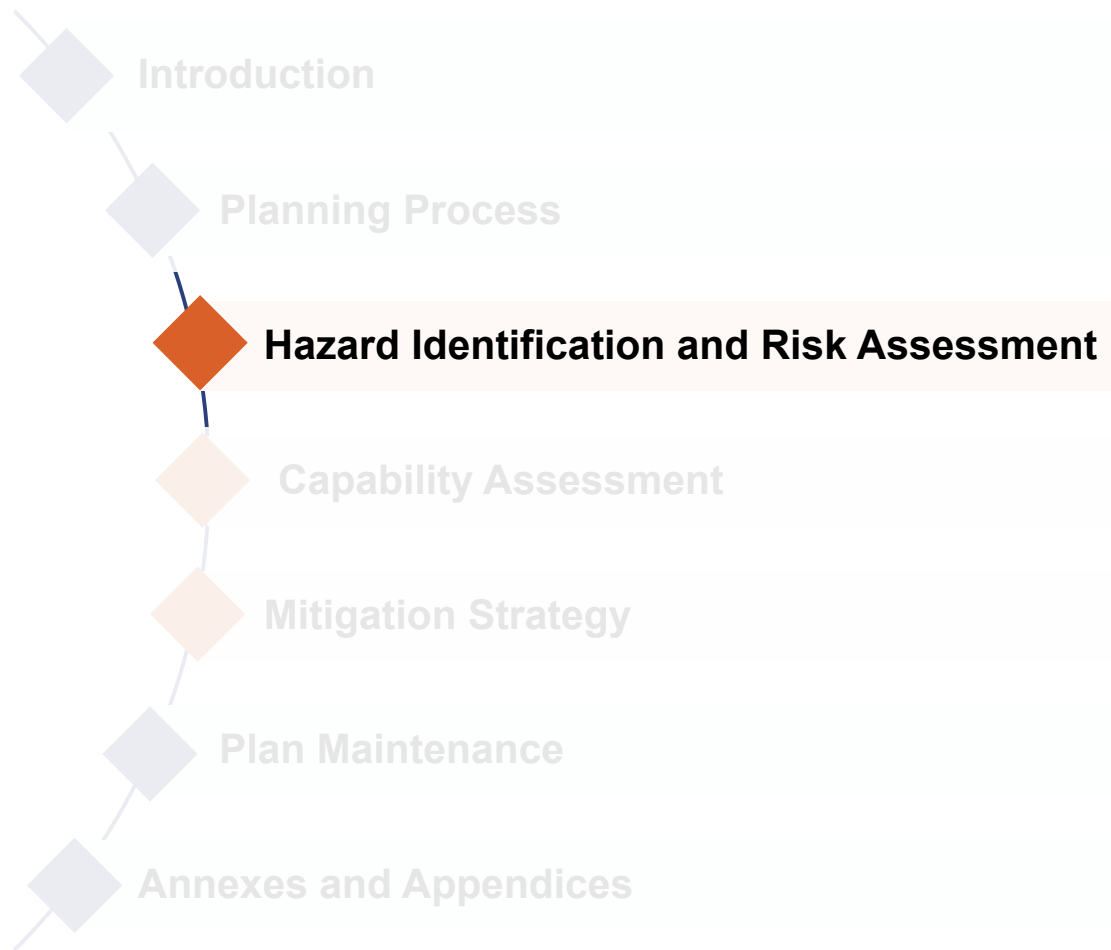 Introduction
Planning Process
Hazard Identification and Risk Assessment
Capability Assessment
Mitigation Strategy
Plan Maintenance
Annexes and Appendices